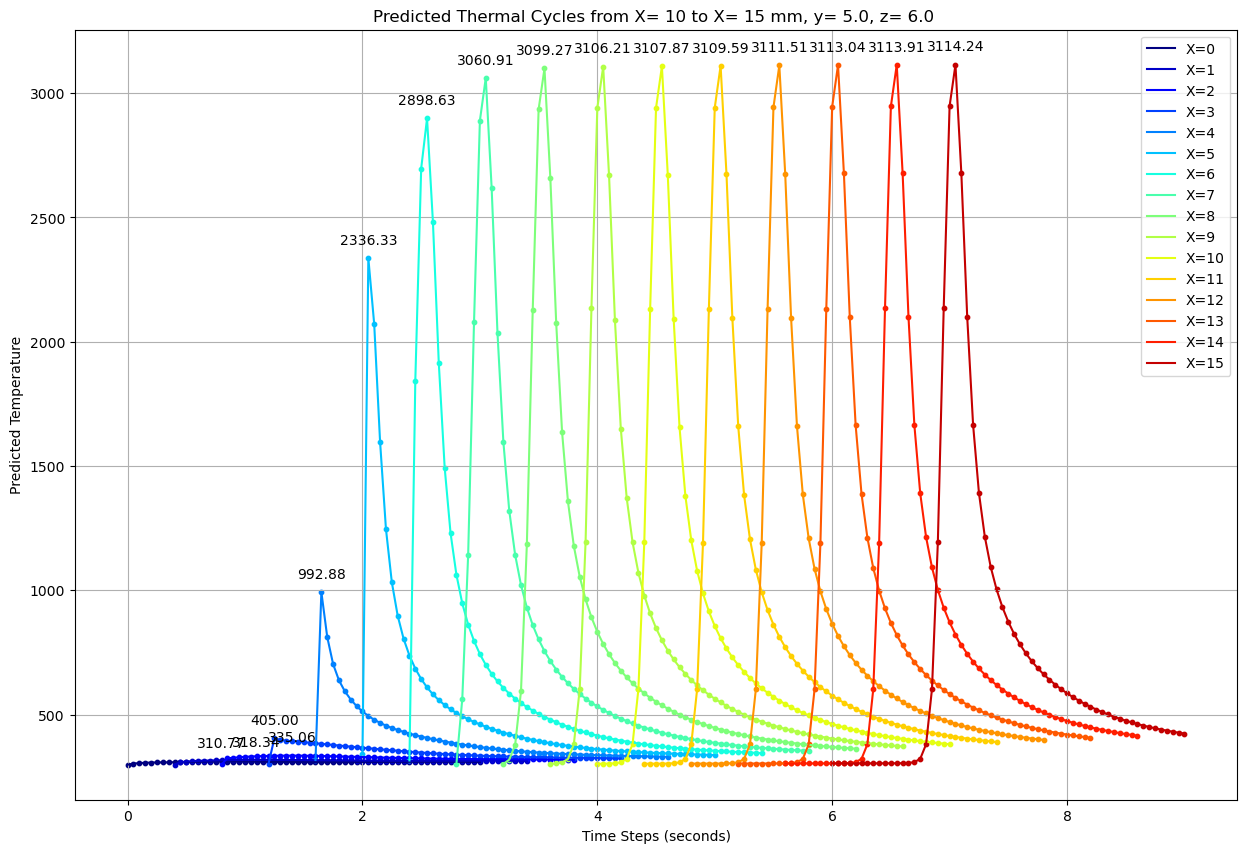 Predicted Thermal Cycles from X= 10 to X= 15 mm, y= 5.0, z= 6.0
3114.24
3113.91
3113.04
3111.51
3109.59
3107.87
3106.21
3099.27
3060.91
2898.63
2336.33
992.88
405.00
335.06
318.34
310.77
X=0
X=1
X=2
X=3
X=4
X=5
X=6
X=7
X=8
X=9
X=10
X=11
X=12
X=13
X=14
X=15
Predicted Temperature
3000
2500
2000
1500
1000
500
0
2
4
6
8
Time Steps (seconds)